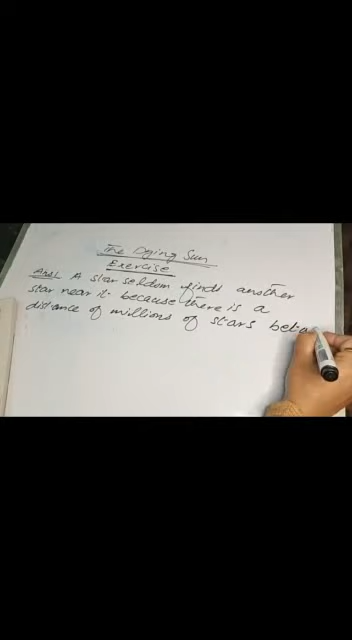 The Dying Sun
Exercise
Ans1 A star seldom finds another
star near it because there is a
distance of millions of stars